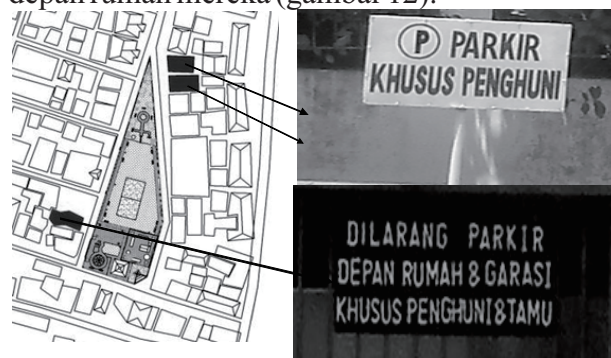 depan rumah mereka (gambar 12).
P PARKIR
KHUSUS PENGHUNI
DILARANG PARKIR
DEPAN RUMAH & GARASI
KHUSUS PENGHUNI & TAMU